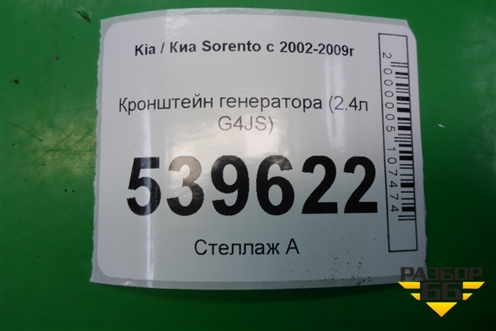 Kia / Киа Sorento с 2002-2009г
Кронштейн генератора (2.4л
G4JS)
539622
Стеллаж А
2000005107474
РАЗБОР
66